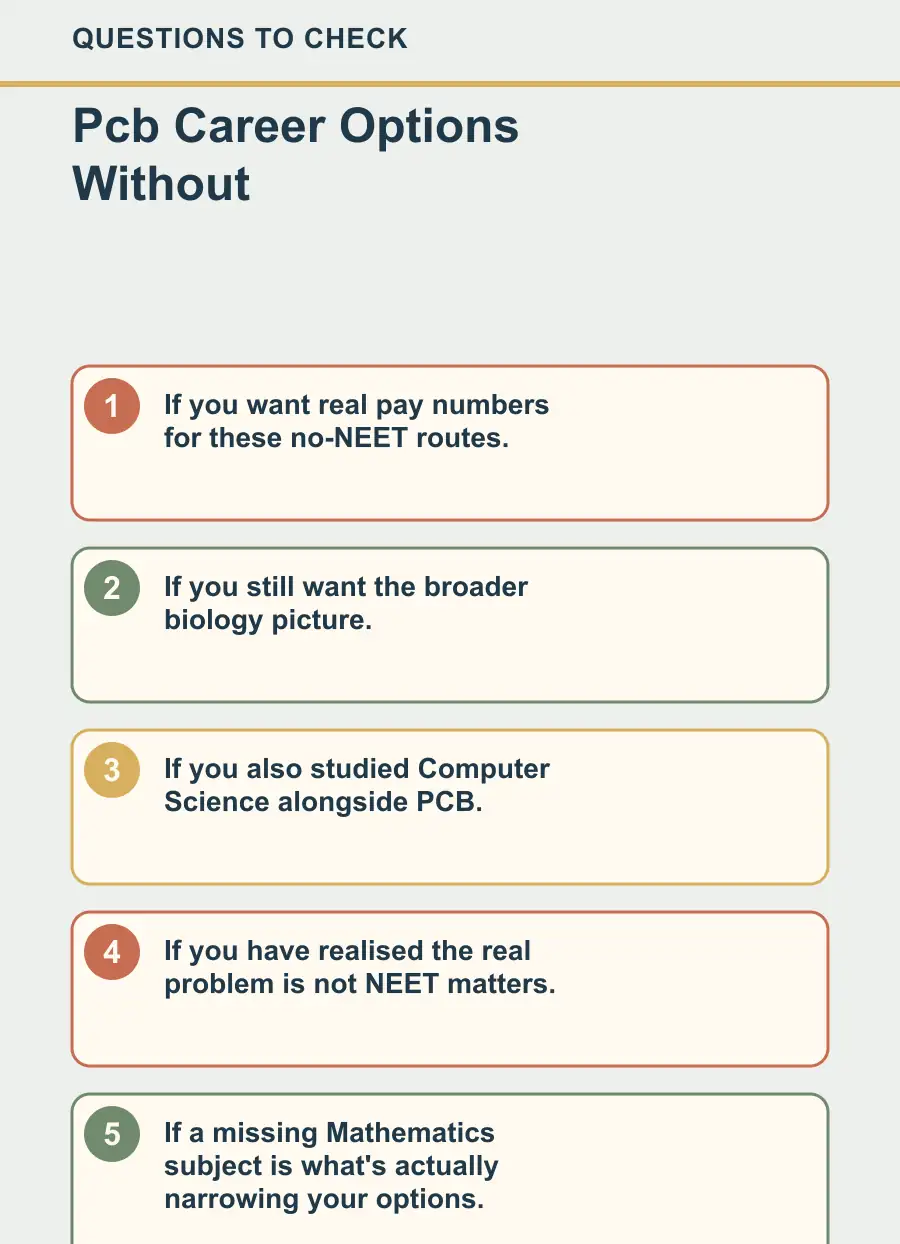 QUESTIONS TO CHECK
Pcb Career Options
Without
1
If you want real pay numbers
for these no-NEET routes.
2
If you still want the broader
biology picture.
3
If you also studied Computer
Science alongside PCB.
4
If you have realised the real
problem is not NEET matters.
5
If a missing Mathematics
subject is what's actually
narrowing your options.